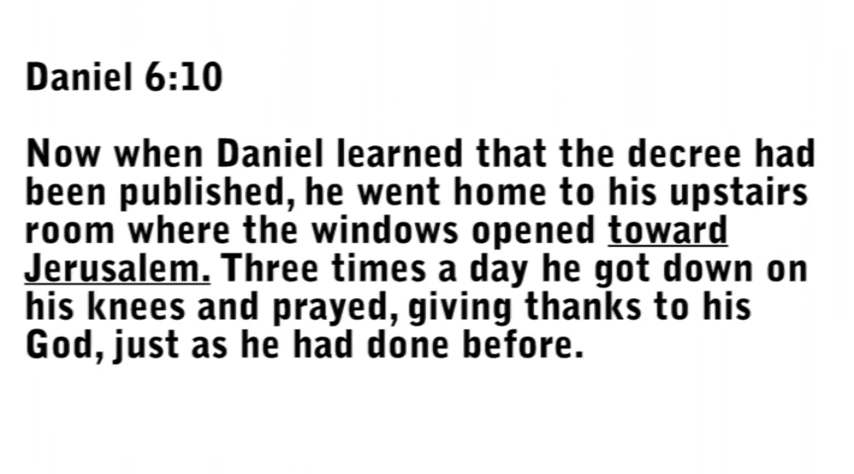 Daniel 6:10
Now when Daniel learned that the decree had
been published, he went home to his upstairs
room where the windows opened toward
Jerusalem. Three times a day he got down on
his knees and prayed, giving thanks to his
God, just as he had done before.